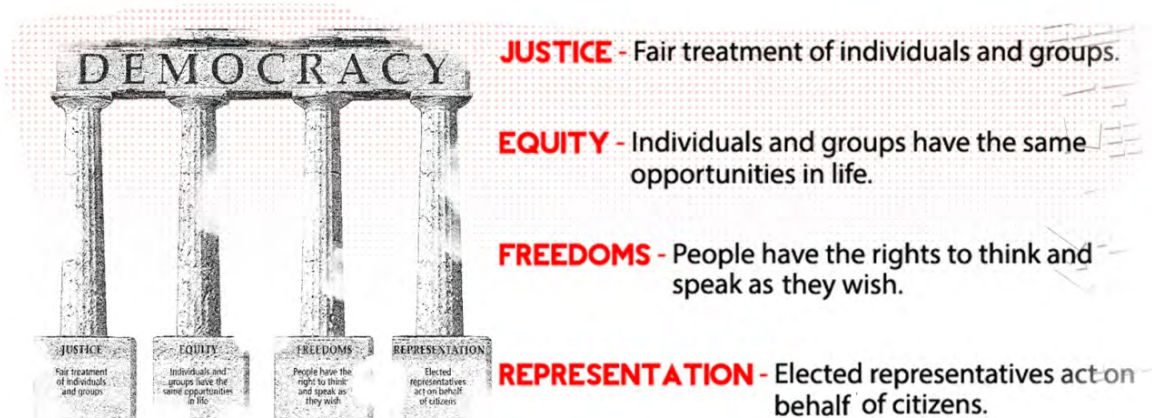 DEMOCRACY
JUSTICE
Fair treatment
of individuals
and groups
EQUITY
Individuals and
groups have the
same opportunities
in life
FREEDOMS
People have the
right to think
and speak as
they wish
REPRESENTATION
Elected
representatives
act on behalf
of citizens
JUSTICE - Fair treatment of individuals and groups.
EQUITY - Individuals and groups have the same
opportunities in life.
FREEDOMS - People have the rights to think and
speak as they wish.
REPRESENTATION - Elected representatives act on
behalf of citizens.